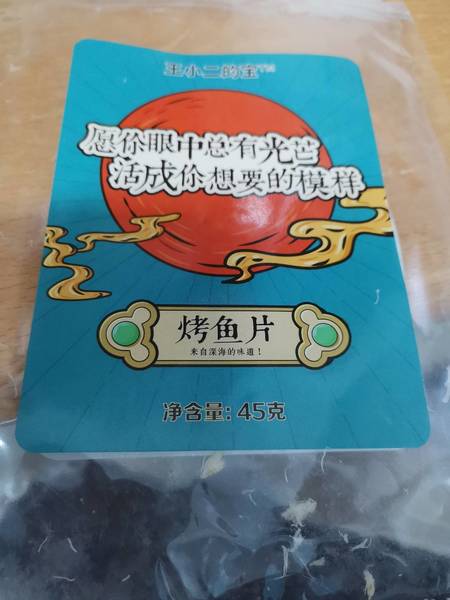 王小二的宝™
愿你眼中总有光芒
活成你想要的模样
烤鱼片
来自深海的味道！
净含量: 45克